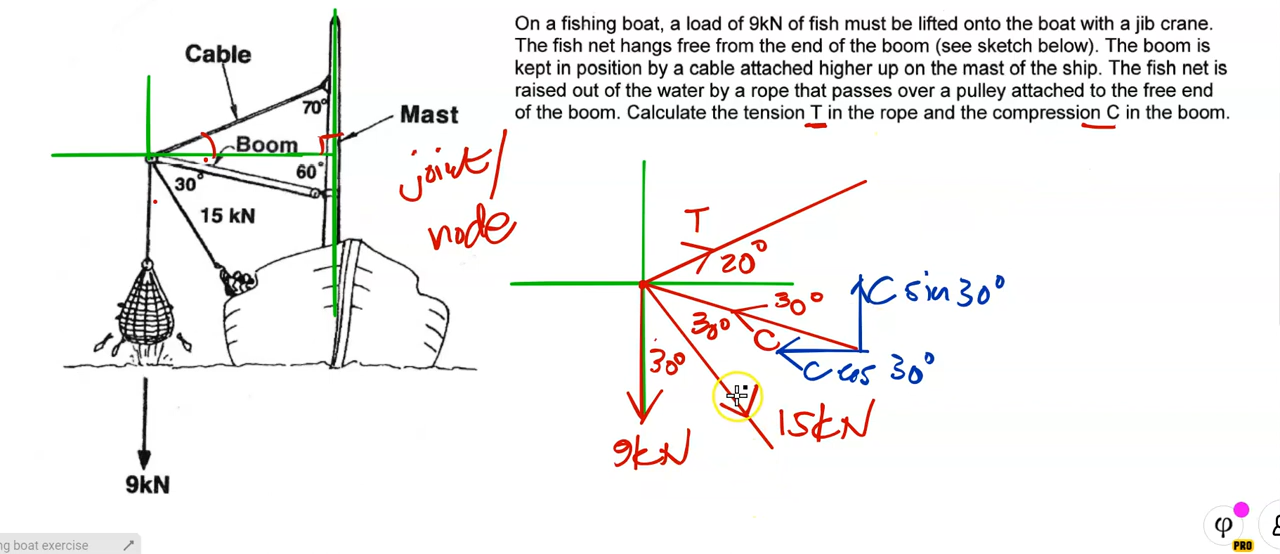 On a fishing boat, a load of 9kN of fish must be lifted onto the boat with a jib crane.
The fish net hangs free from the end of the boom (see sketch below). The boom is
kept in position by a cable attached higher up on the mast of the ship. The fish net is
raised out of the water by a rope that passes over a pulley attached to the free end
of the boom. Calculate the tension T in the rope and the compression C in the boom.
Cable
70°
Mast
Boom
60°
30°
15 kN
9kN
joint/
node
T
20°
30°
C sin 30°
30°
C
C cos 30°
30°
15kN
9kN
ng boat exercise
φ
PRO